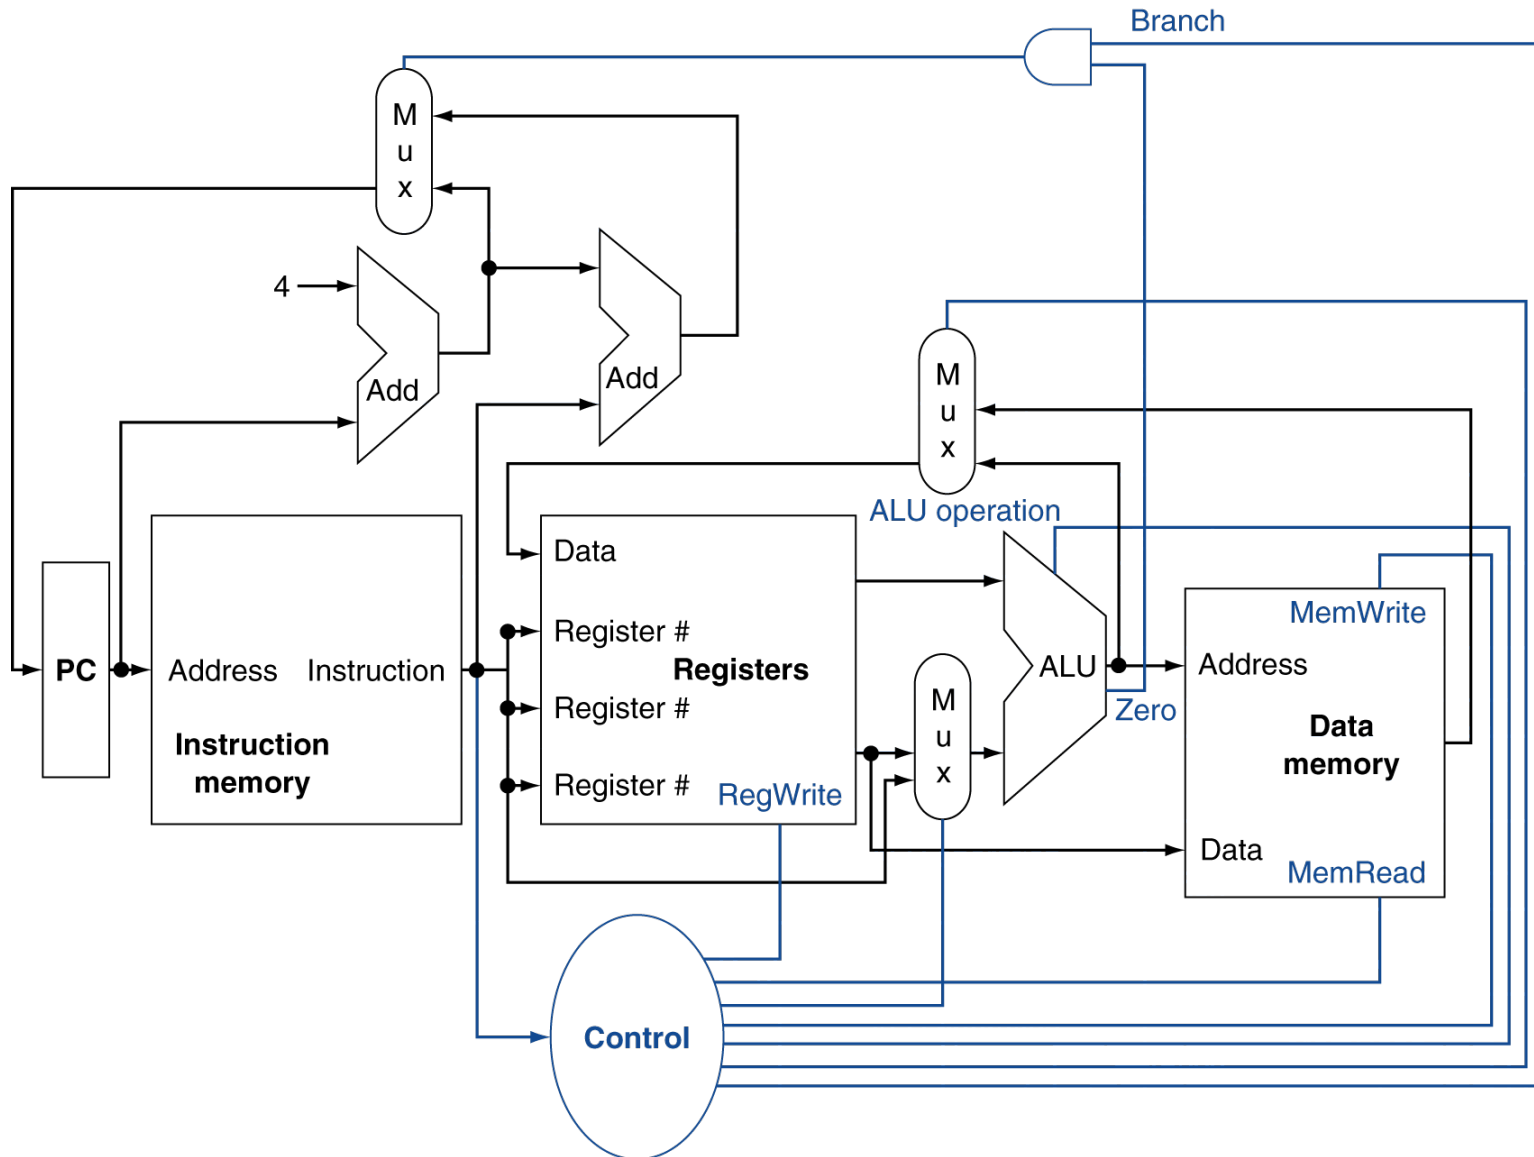 Branch
M
u
x
4
Add
Add
M
u
x
ALU operation
Data
MemWrite
Register #
PC
Address
Instruction
Registers
ALU
Address
M
u
x
Register #
Zero
Instruction
memory
Data
memory
Register #
RegWrite
Data
MemRead
Control